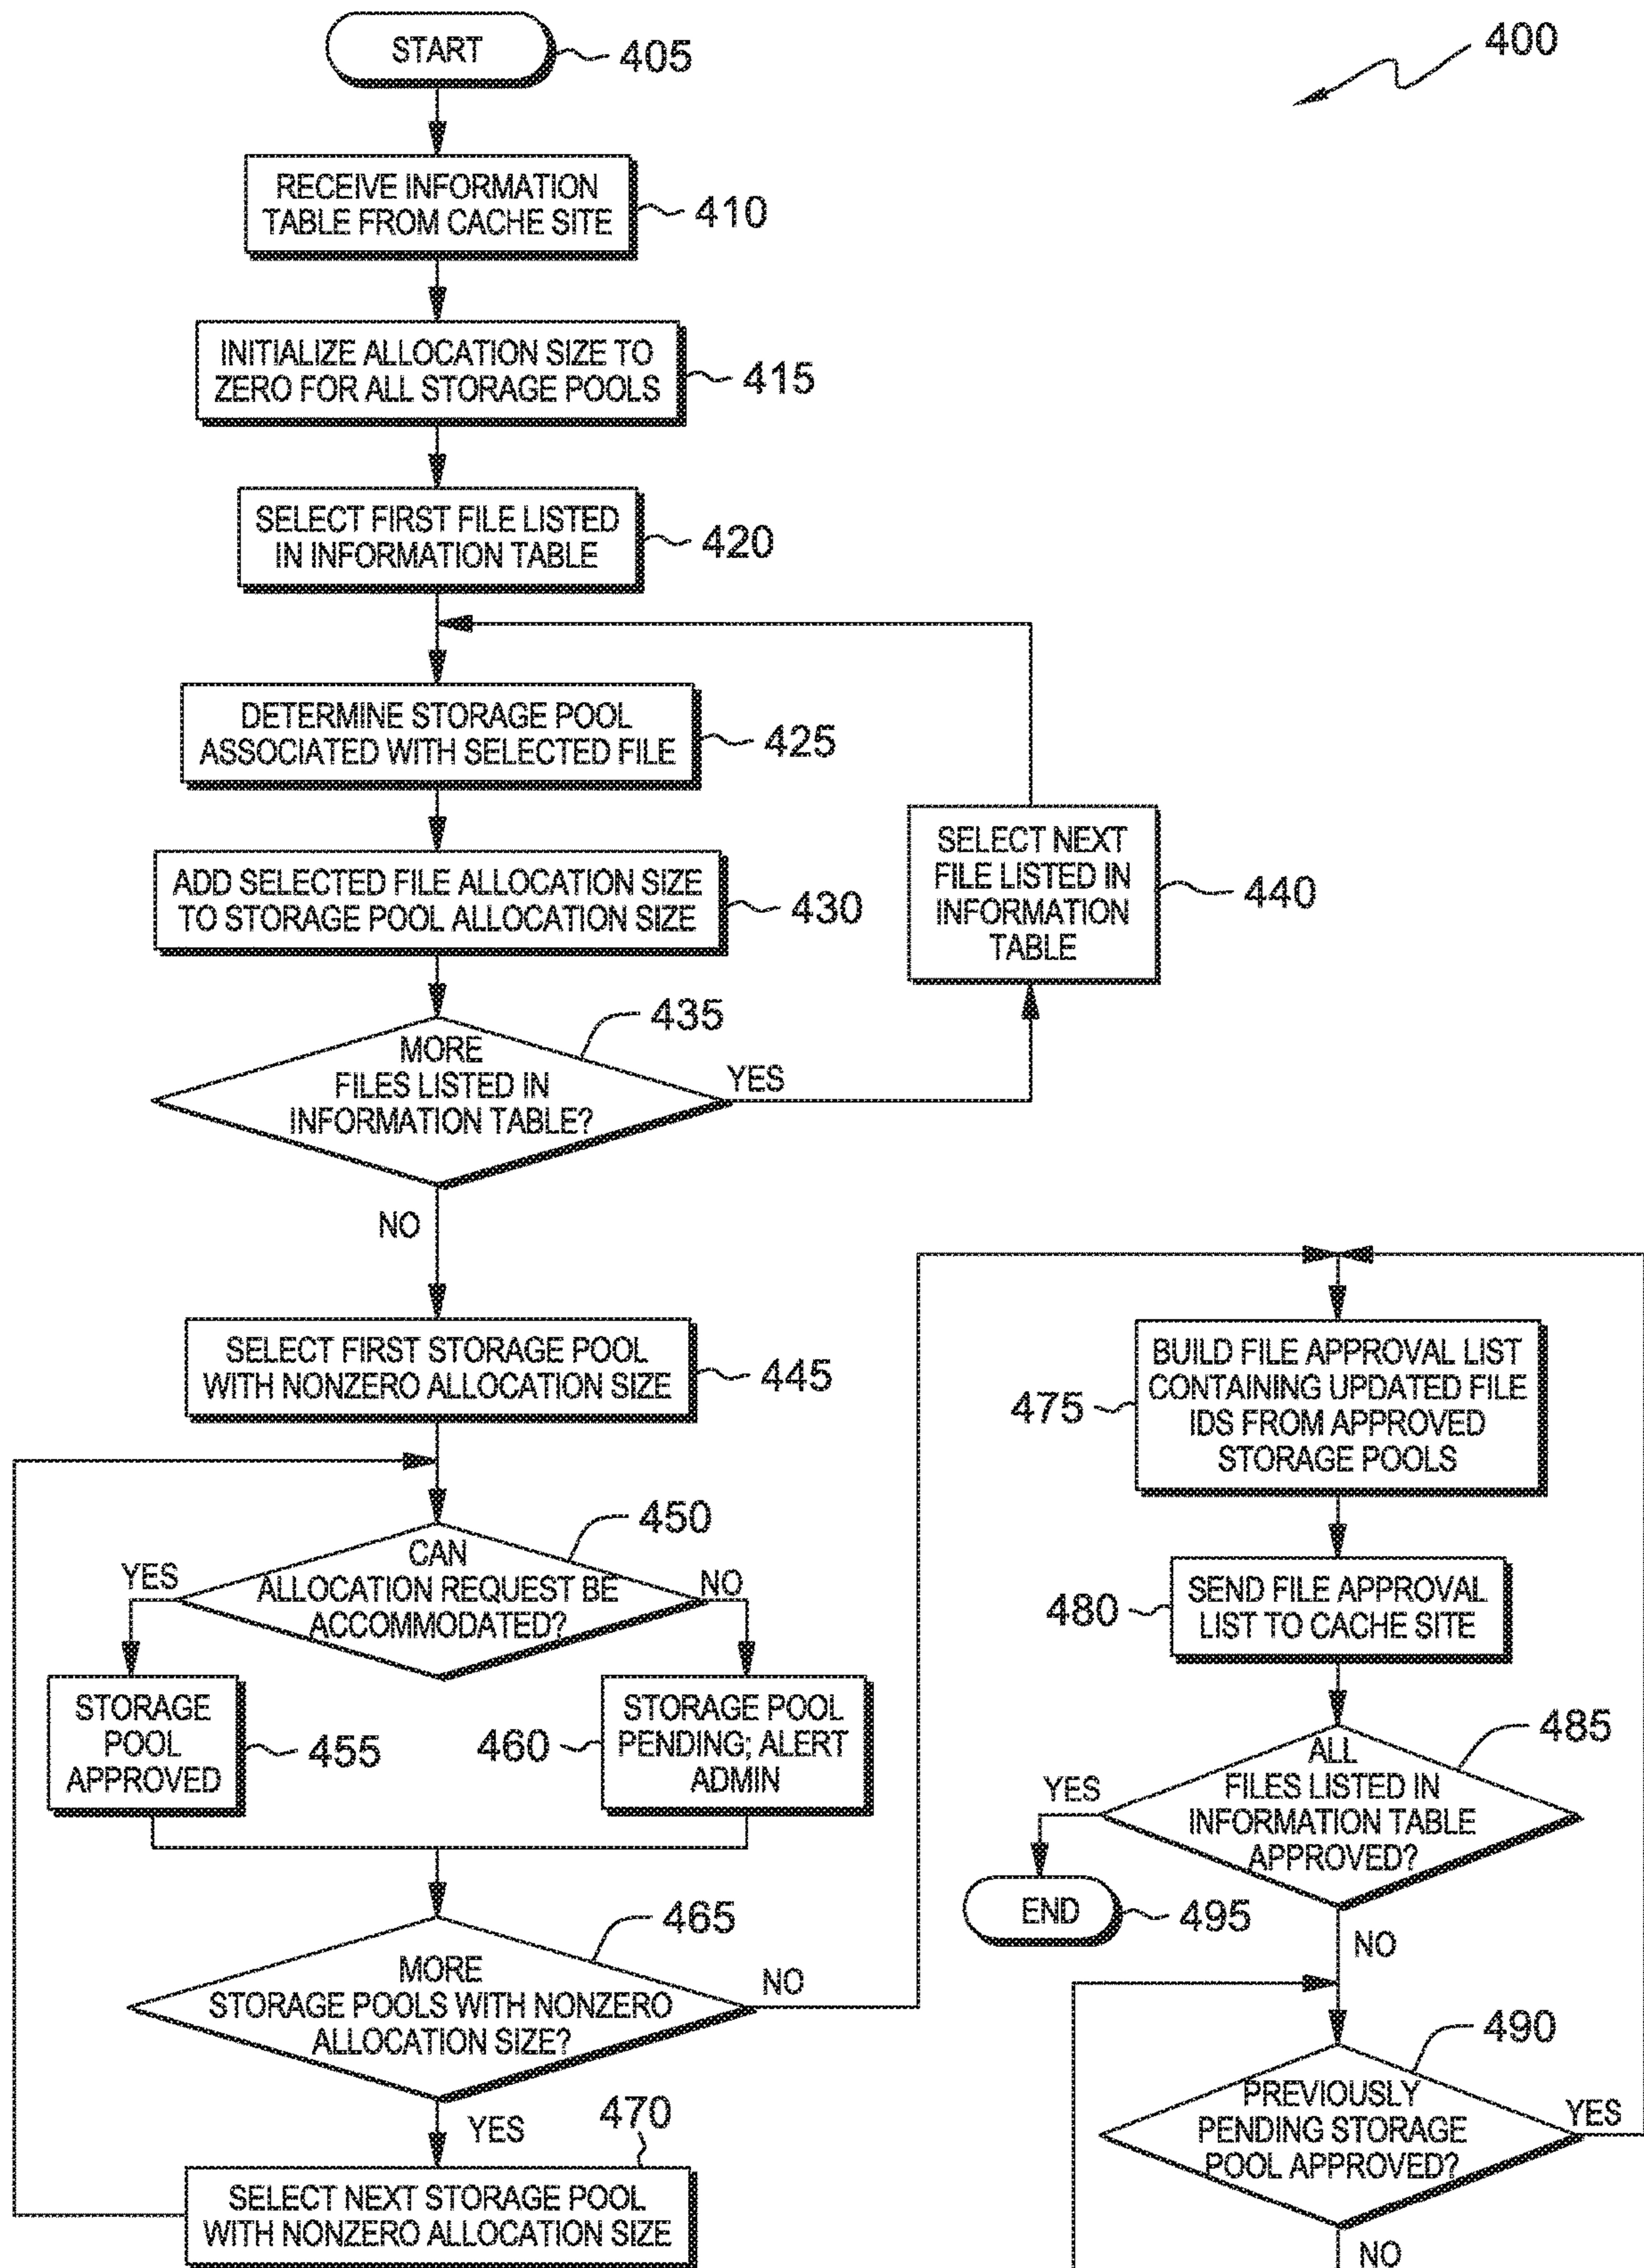 START
405
400
RECEIVE INFORMATION
TABLE FROM CACHE SITE
410
INITIALIZE ALLOCATION SIZE TO
ZERO FOR ALL STORAGE POOLS
415
SELECT FIRST FILE LISTED
IN INFORMATION TABLE
420
DETERMINE STORAGE POOL
ASSOCIATED WITH SELECTED FILE
425
ADD SELECTED FILE ALLOCATION SIZE
TO STORAGE POOL ALLOCATION SIZE
430
SELECT NEXT
FILE LISTED IN
INFORMATION
TABLE
440
435
MORE
FILES LISTED IN
INFORMATION TABLE?
YES
NO
SELECT FIRST STORAGE POOL
WITH NONZERO ALLOCATION SIZE
445
450
CAN
ALLOCATION REQUEST BE
ACCOMMODATED?
YES
NO
STORAGE
POOL
APPROVED
455
460
STORAGE POOL
PENDING; ALERT
ADMIN
465
MORE
STORAGE POOLS WITH NONZERO
ALLOCATION SIZE?
NO
YES
470
SELECT NEXT STORAGE POOL
WITH NONZERO ALLOCATION SIZE
475
BUILD FILE APPROVAL LIST
CONTAINING UPDATED FILE
IDS FROM APPROVED
STORAGE POOLS
480
SEND FILE APPROVAL
LIST TO CACHE SITE
485
ALL
FILES LISTED IN
INFORMATION TABLE
APPROVED?
YES
END
495
NO
490
PREVIOUSLY
PENDING STORAGE
POOL APPROVED?
YES
NO